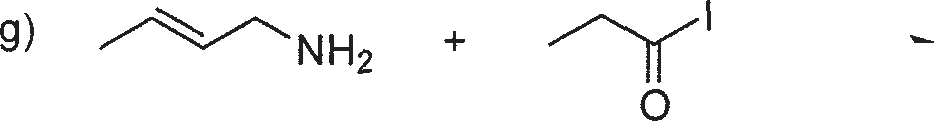 g) NH₂ + I
O